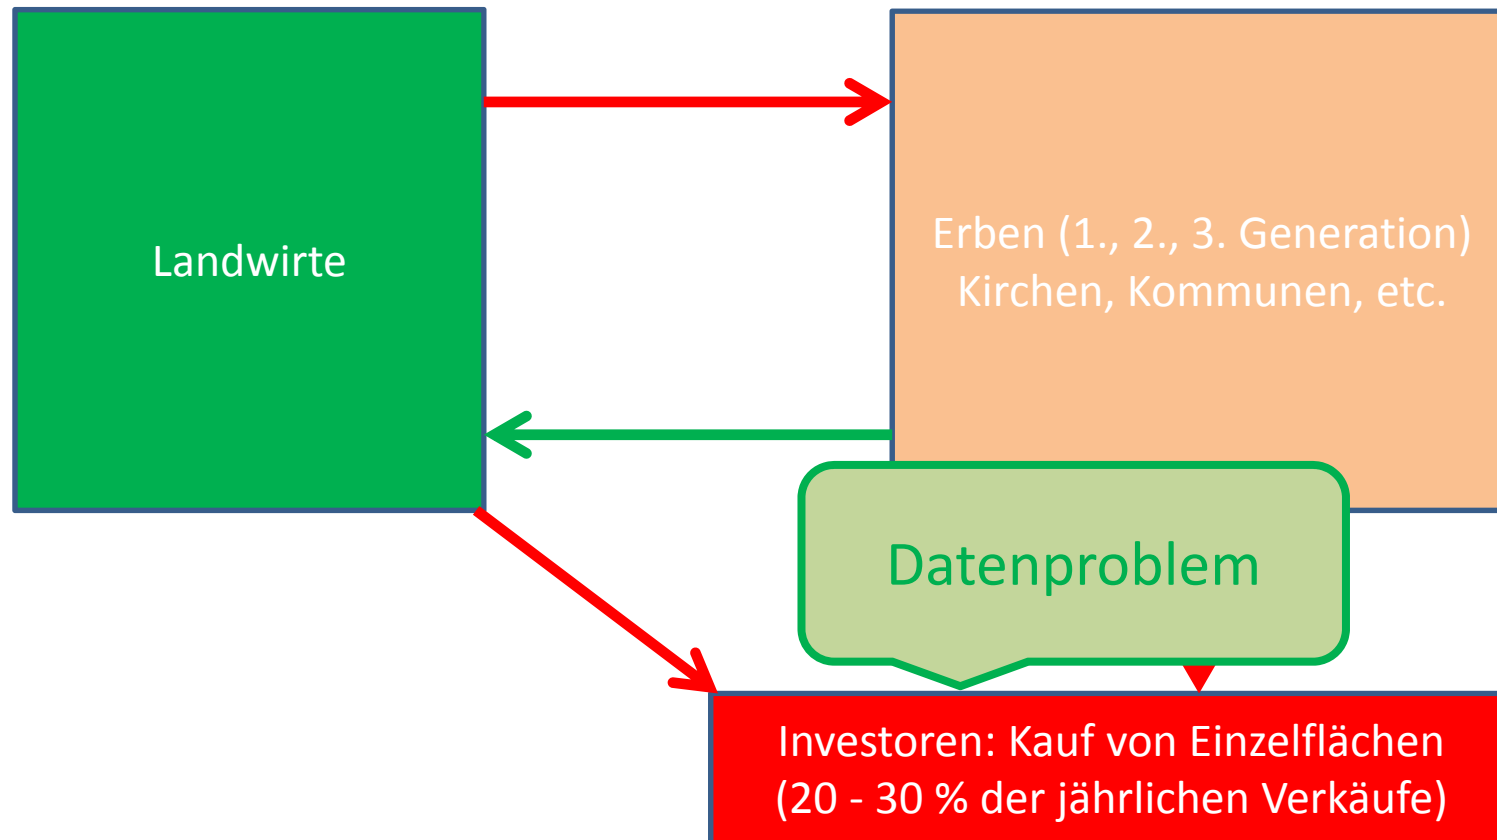 Landwirte
Erben (1., 2., 3. Generation)
Kirchen, Kommunen, etc.
Datenproblem
Investoren: Kauf von Einzelflächen
(20 - 30 % der jährlichen Verkäufe)